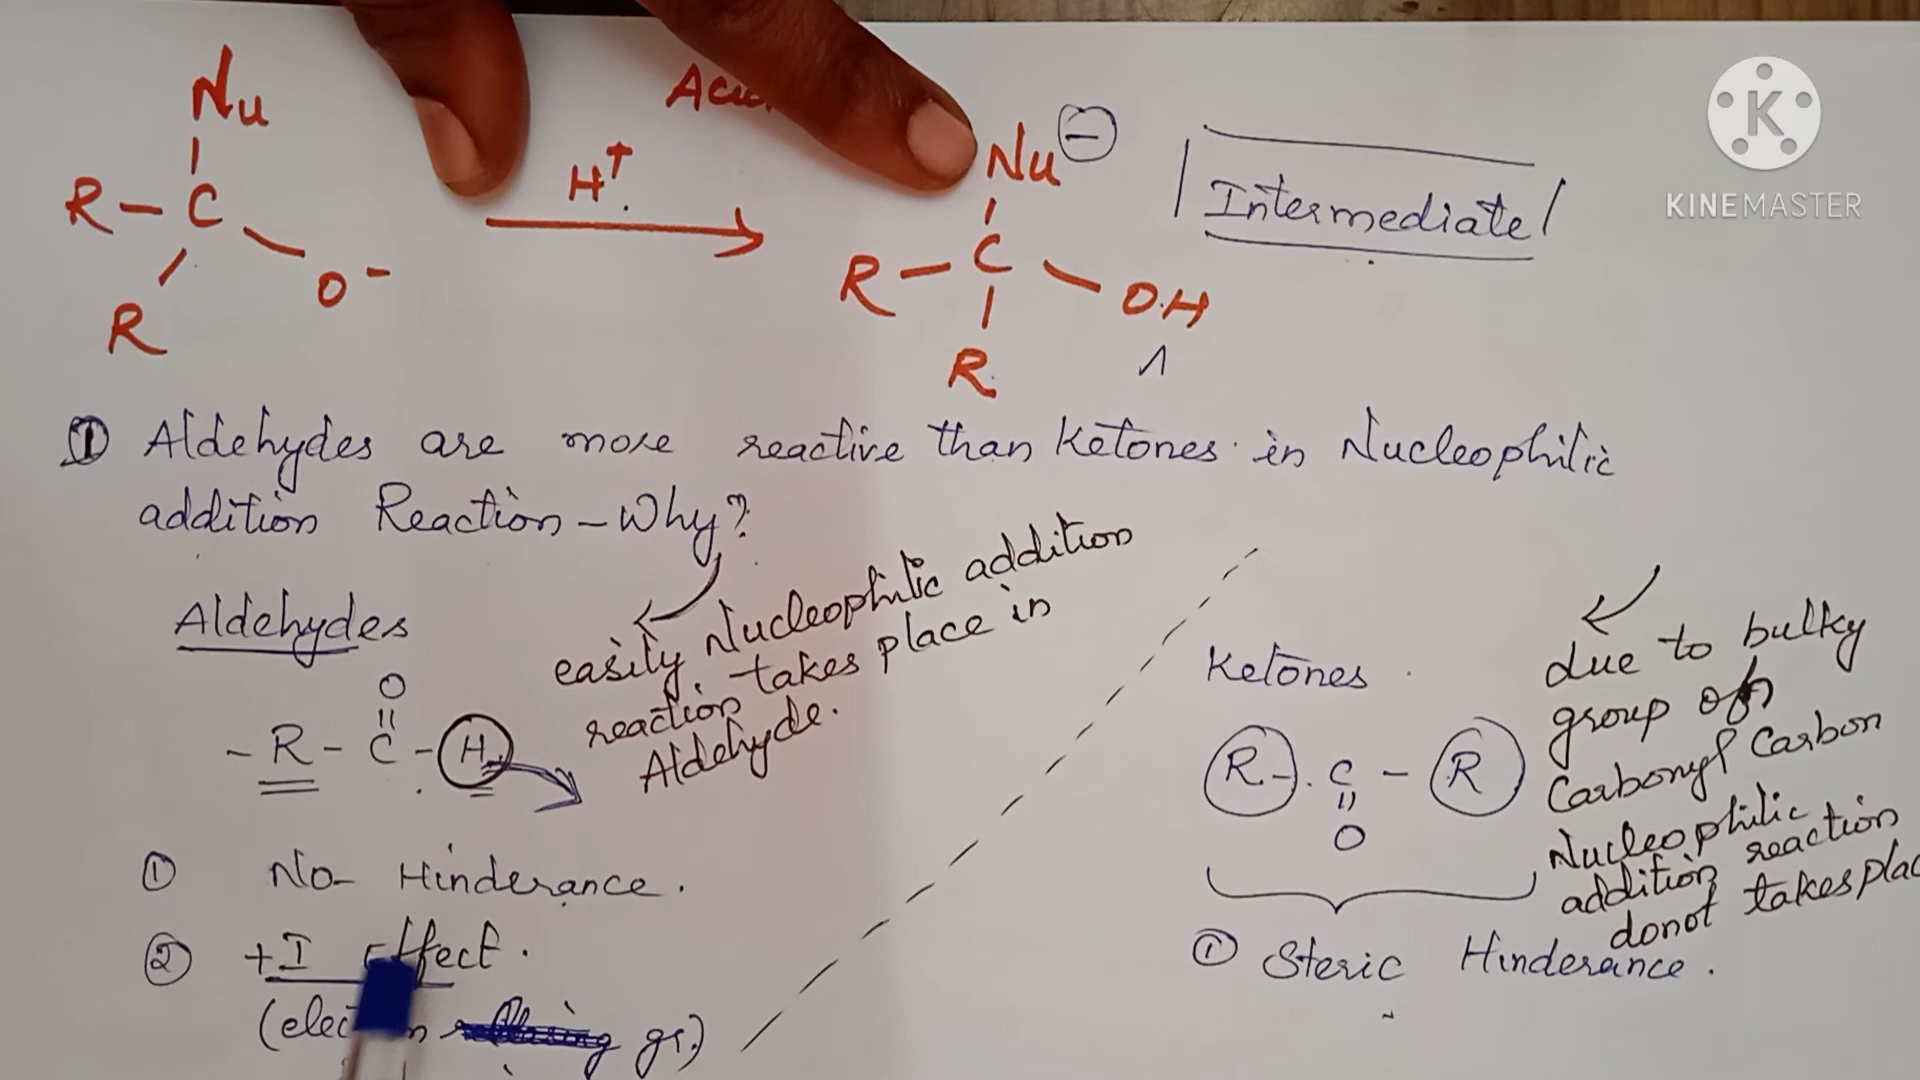 Nu
R – C
O⁻
R
H⁺
Nu⊖
R – C
OH
R
Intermediate
K
KINEMASTER
① Aldehydes are more reactive than Ketones in Nucleophilic
addition Reaction – Why?
Aldehydes
O
- R - C - H
easily Nucleophilic addition
reaction takes place in
Aldehyde.
① No- Hinderance.
② +I Effect.
gr.)
Ketones
R - C - R
O
due to bulky
group of
Carbonyl Carbon
Nucleophilic
addition reaction
donot takes plac
① Steric Hinderance.